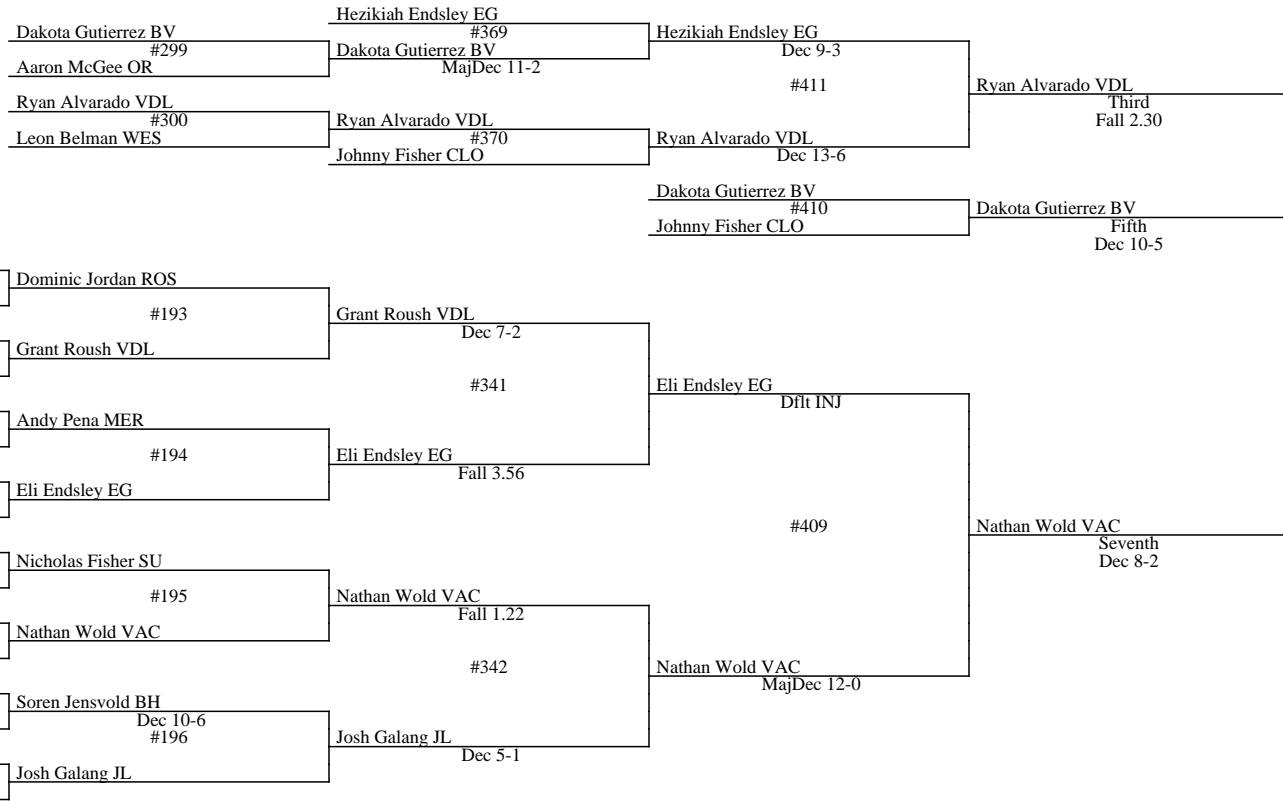 Hezikiah Endsley EG
Dakota Gutierrez BV
#369
Hezikiah Endsley EG
#299
Dakota Gutierrez BV
Dec 9-3
Aaron McGee OR
MajDec 11-2
#411
Ryan Alvarado VDL
Ryan Alvarado VDL
Third
#300
Ryan Alvarado VDL
Fall 2.30
Leon Belman WES
#370
Ryan Alvarado VDL
Johnny Fisher CLO
Dec 13-6
Dakota Gutierrez BV
#410
Dakota Gutierrez BV
Johnny Fisher CLO
Fifth
Dec 10-5
Dominic Jordan ROS
#193
Grant Roush VDL
Dec 7-2
Grant Roush VDL
#341
Eli Endsley EG
Dflt INJ
Andy Pena MER
#194
Eli Endsley EG
Fall 3.56
Eli Endsley EG
#409
Nathan Wold VAC
Seventh
Dec 8-2
Nicholas Fisher SU
#195
Nathan Wold VAC
Fall 1.22
Nathan Wold VAC
#342
Nathan Wold VAC
MajDec 12-0
Soren Jensvold BH
Dec 10-6
#196
Josh Galang JL
Dec 5-1
Josh Galang JL